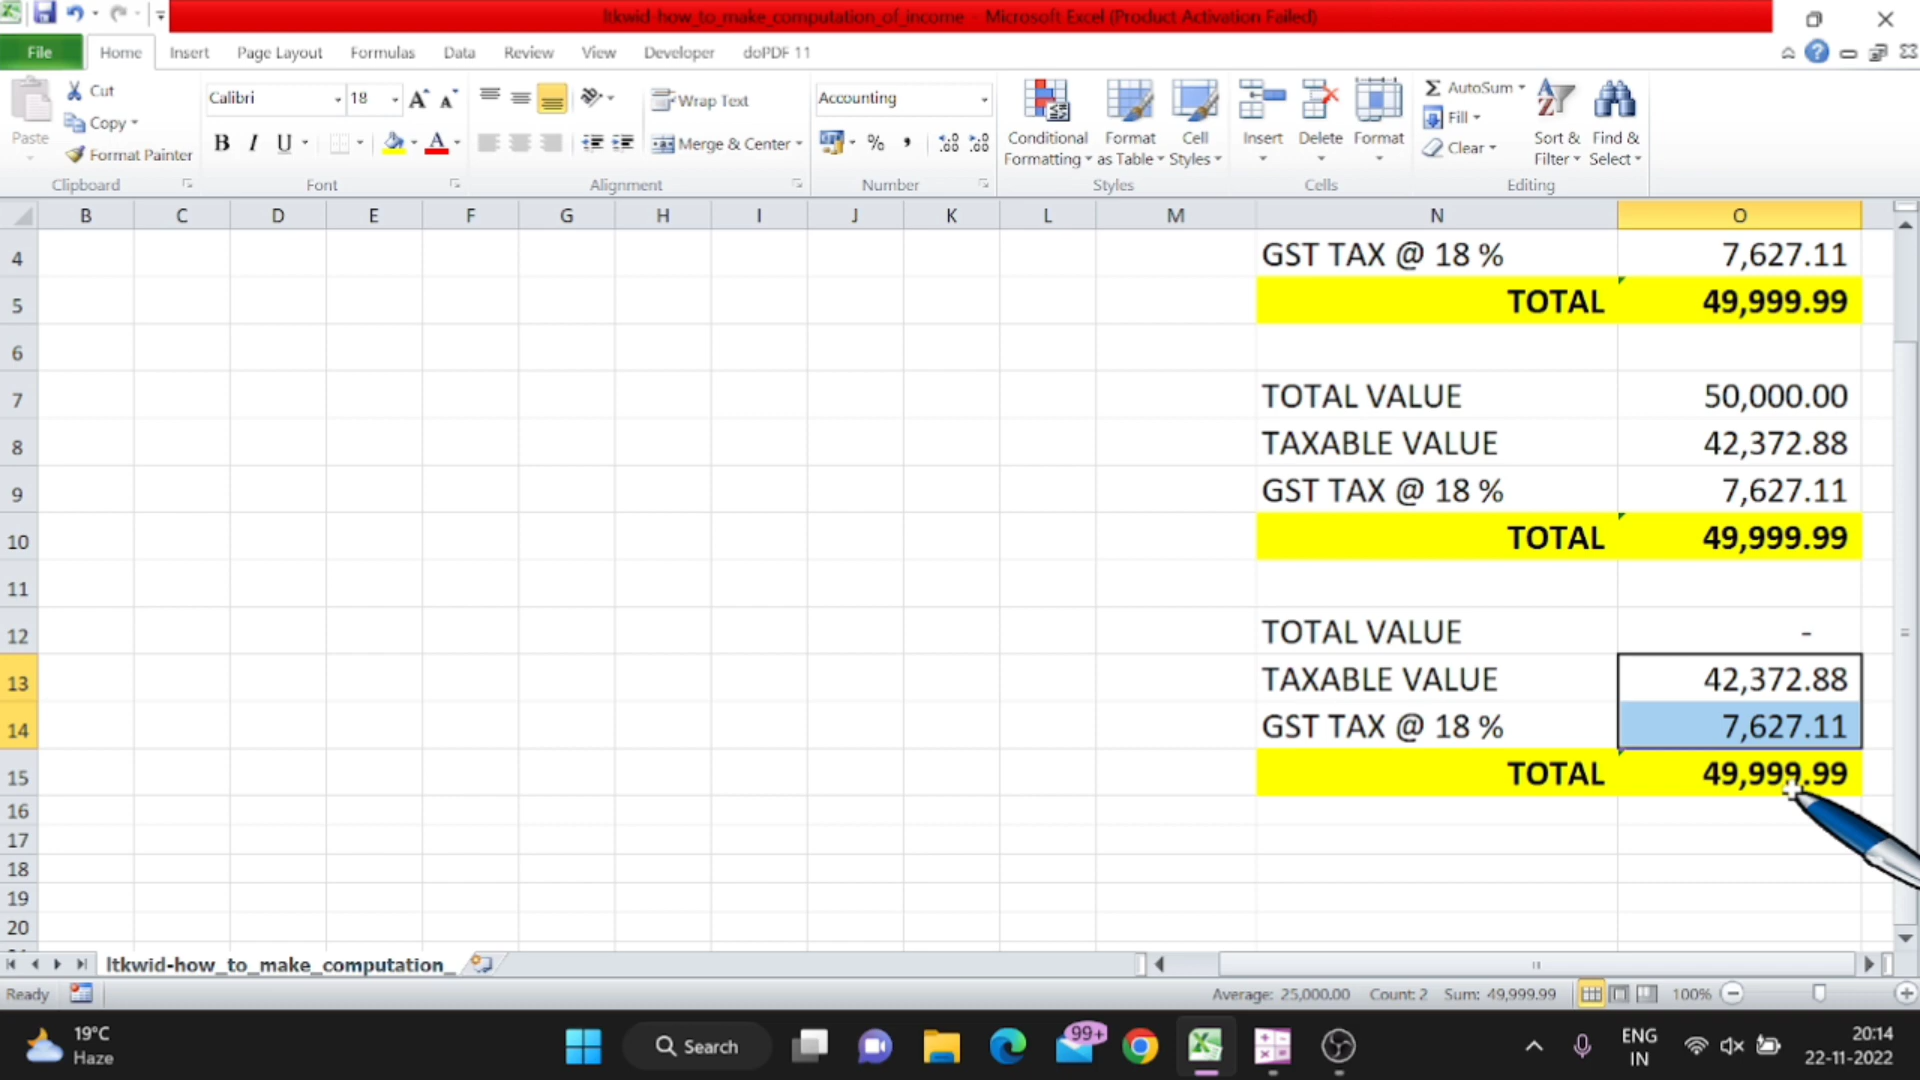 ltkwid-how_to_make_computation_of_income - Microsoft Excel (Product Activation Failed)
File Home Insert Page Layout Formulas Data Review View Developer doPDF 11
Paste
Cut
Copy
Format Painter
Clipboard
Calibri 18
B I U
Font
Wrap Text
Merge & Center
Alignment
Accounting
%
Number
Conditional Formatting
Format as Table
Cell Styles
Styles
Insert
Delete
Format
Cells
AutoSum
Fill
Clear
Sort & Filter
Find & Select
Editing
B C D E F G H I J K L M N O
4 GST TAX @ 18 % 7,627.11
5 TOTAL 49,999.99
6
7 TOTAL VALUE 50,000.00
8 TAXABLE VALUE 42,372.88
9 GST TAX @ 18 % 7,627.11
10 TOTAL 49,999.99
11
12 TOTAL VALUE -
13 TAXABLE VALUE 42,372.88
14 GST TAX @ 18 % 7,627.11
15 TOTAL 49,999.99
16
17
18
19
20
ltkwid-how_to_make_computation_
Ready Average: 25,000.00 Count: 2 Sum: 49,999.99 100%
19°C
Haze
Search
99+
ENG
IN
20:14
22-11-2022